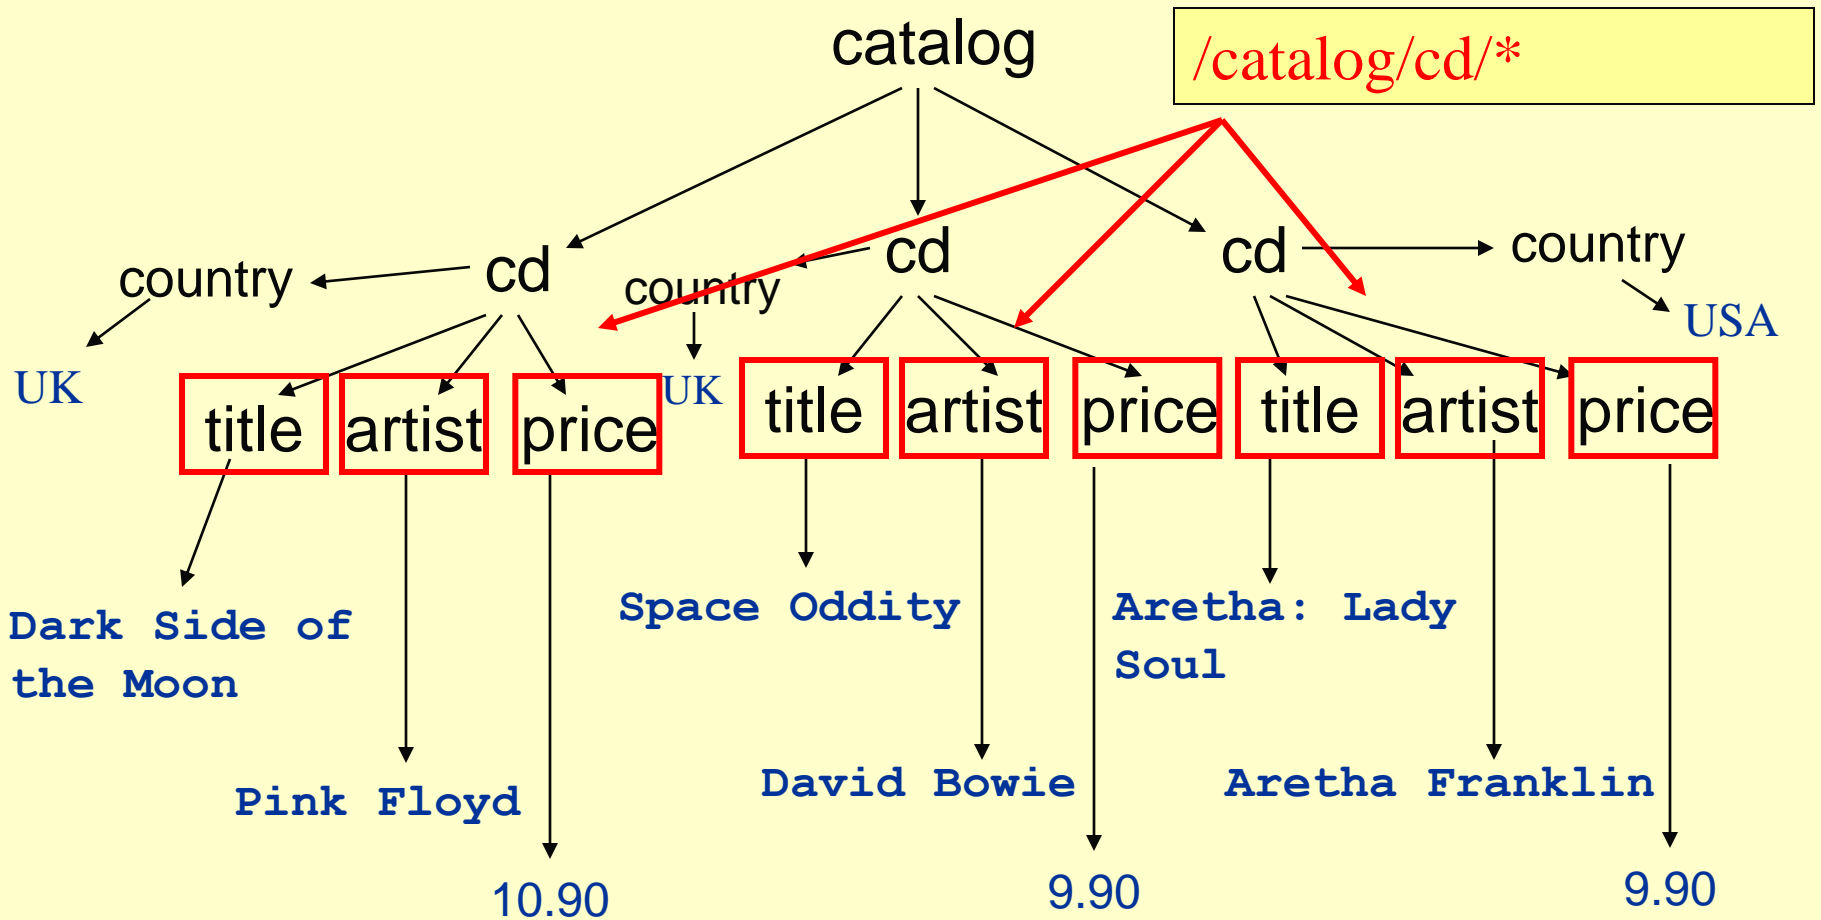 catalog
/catalog/cd/*
country
cd
country
cd
cd
country
UK
UK
USA
title
artist
price
title
artist
price
title
artist
price
Dark Side of
the Moon
Space Oddity
Aretha: Lady
Soul
Pink Floyd
David Bowie
Aretha Franklin
10.90
9.90
9.90